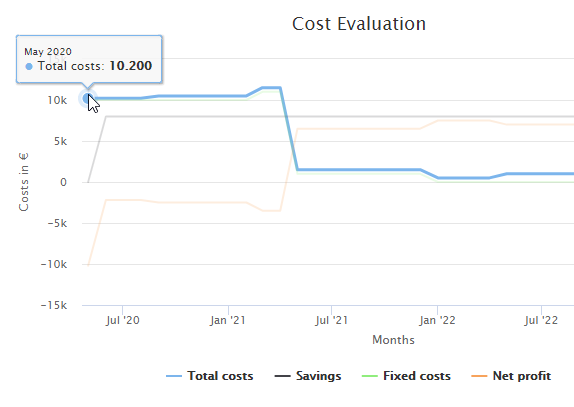 Cost Evaluation
May 2020
Total costs: 10.200
10k
5k
0
−5k
−10k
−15k
Costs in €
Jul '20
Jan '21
Jul '21
Jan '22
Jul '22
Months
Total costs
Savings
Fixed costs
Net profit